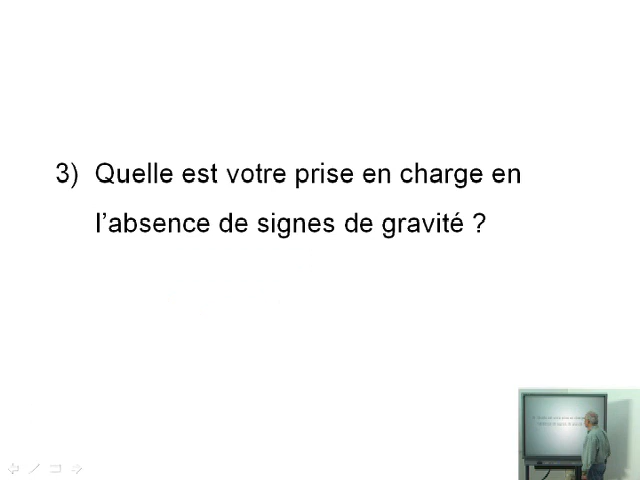 3) Quelle est votre prise en charge en
l'absence de signes de gravité ?